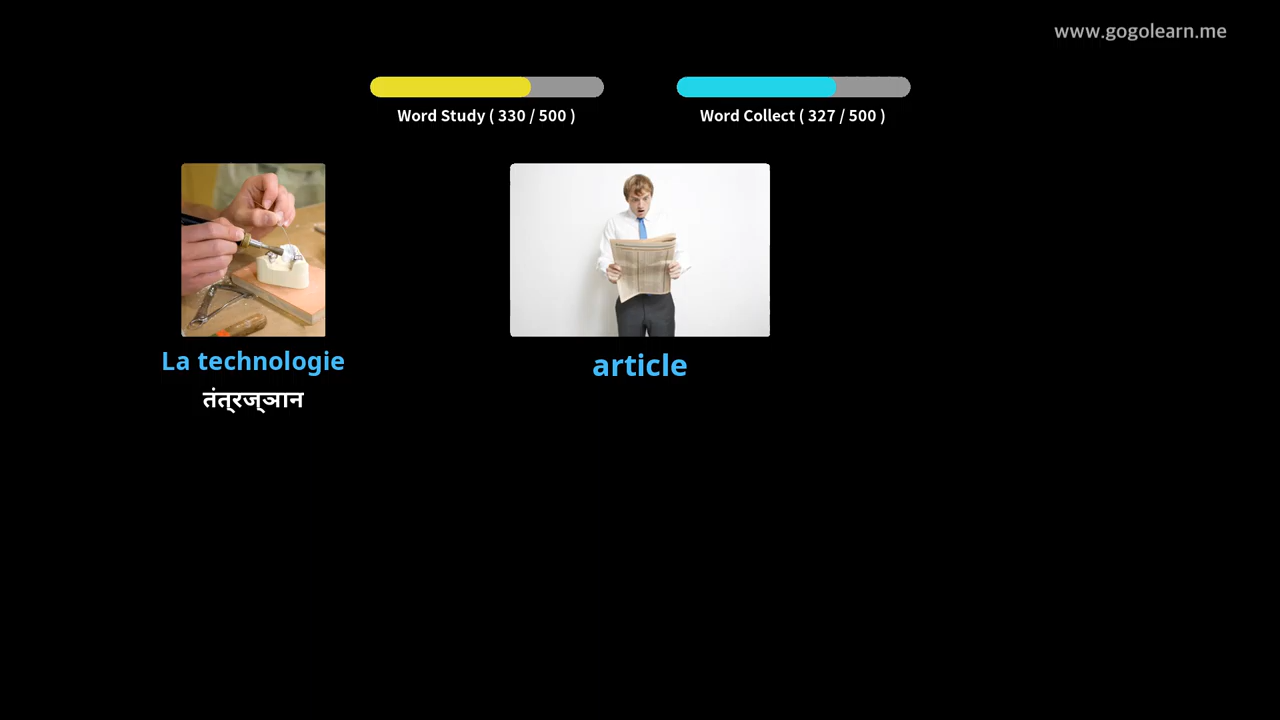 www.gogolearn.me
Word Study ( 330 / 500 )
Word Collect ( 327 / 500 )
La technologie
तंत्रज्ञान
article